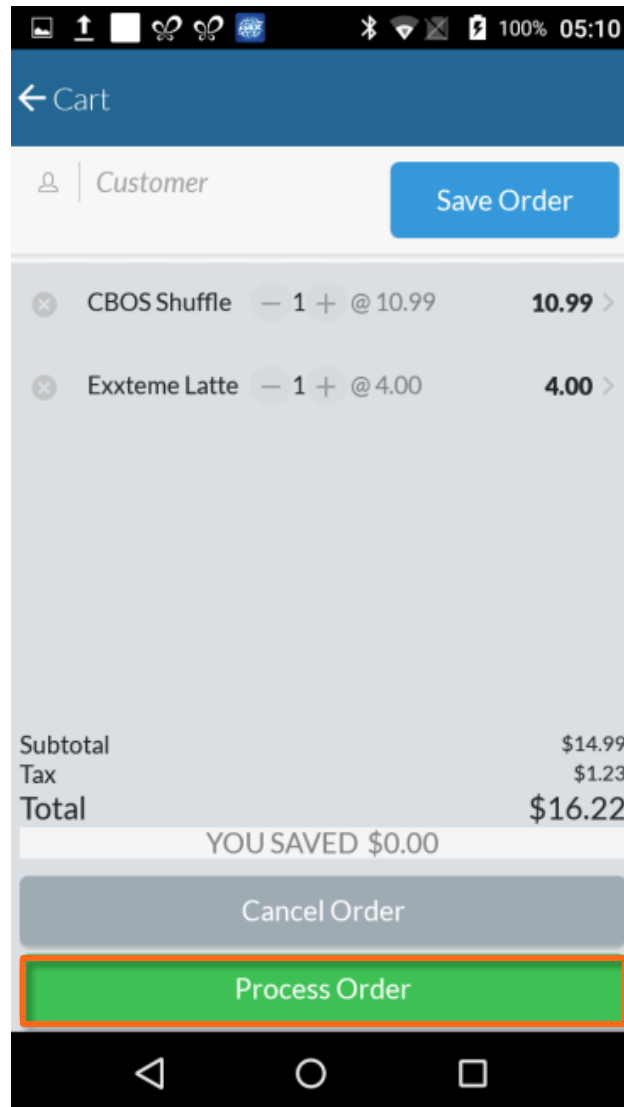 100% 05:10
Cart
Customer
Save Order
CBOS Shuffle — 1 + @ 10.99 10.99 >
Exxteme Latte — 1 + @ 4.00 4.00 >
Subtotal $14.99
Tax $1.23
Total $16.22
YOU SAVED $0.00
Cancel Order
Process Order